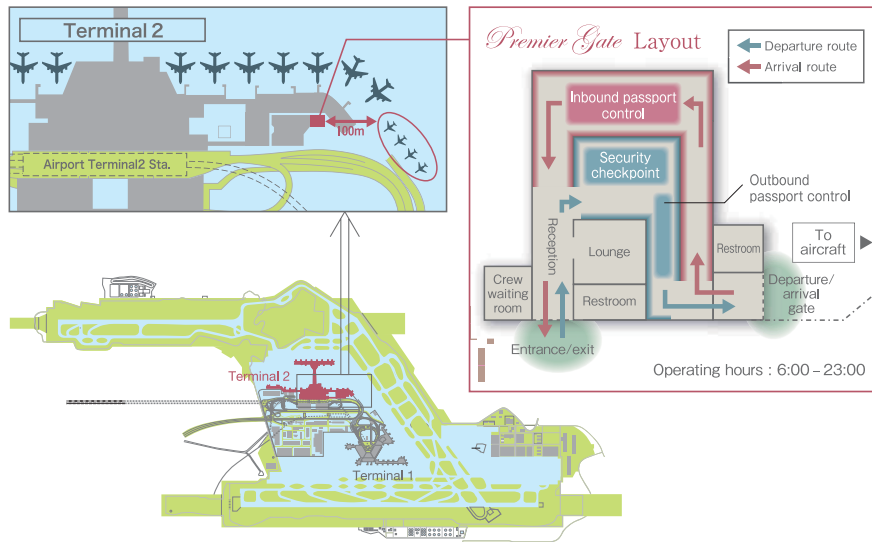 Terminal 2
100m
Airport Terminal2 Sta.
Premier Gate Layout
Departure route
Arrival route
Inbound passport
control
Security
checkpoint
Outbound
passport control
Reception
Lounge
Restroom
To
aircraft
Crew
waiting
room
Restroom
Departure/
arrival
gate
Entrance/exit
Operating hours : 6:00 – 23:00
Terminal 2
Terminal 1